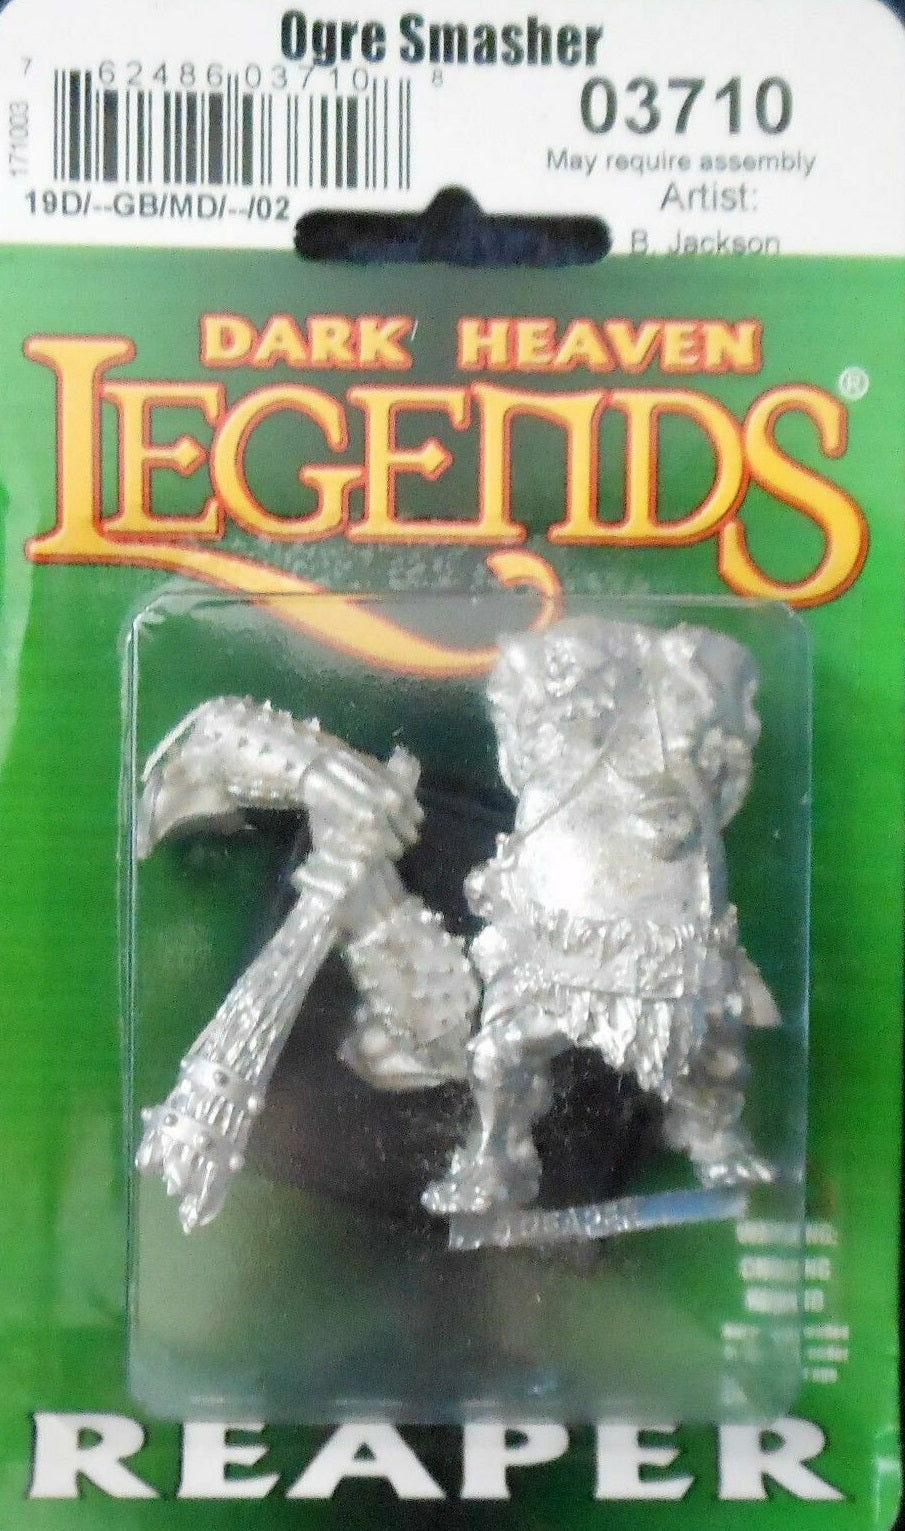 Ogre Smasher
7 62486 03710 8
171003
03710
May require assembly
19D/--GB/MD/--/02
Artist:
B. Jackson
DARK HEAVEN
LEGENDS®
REAPER